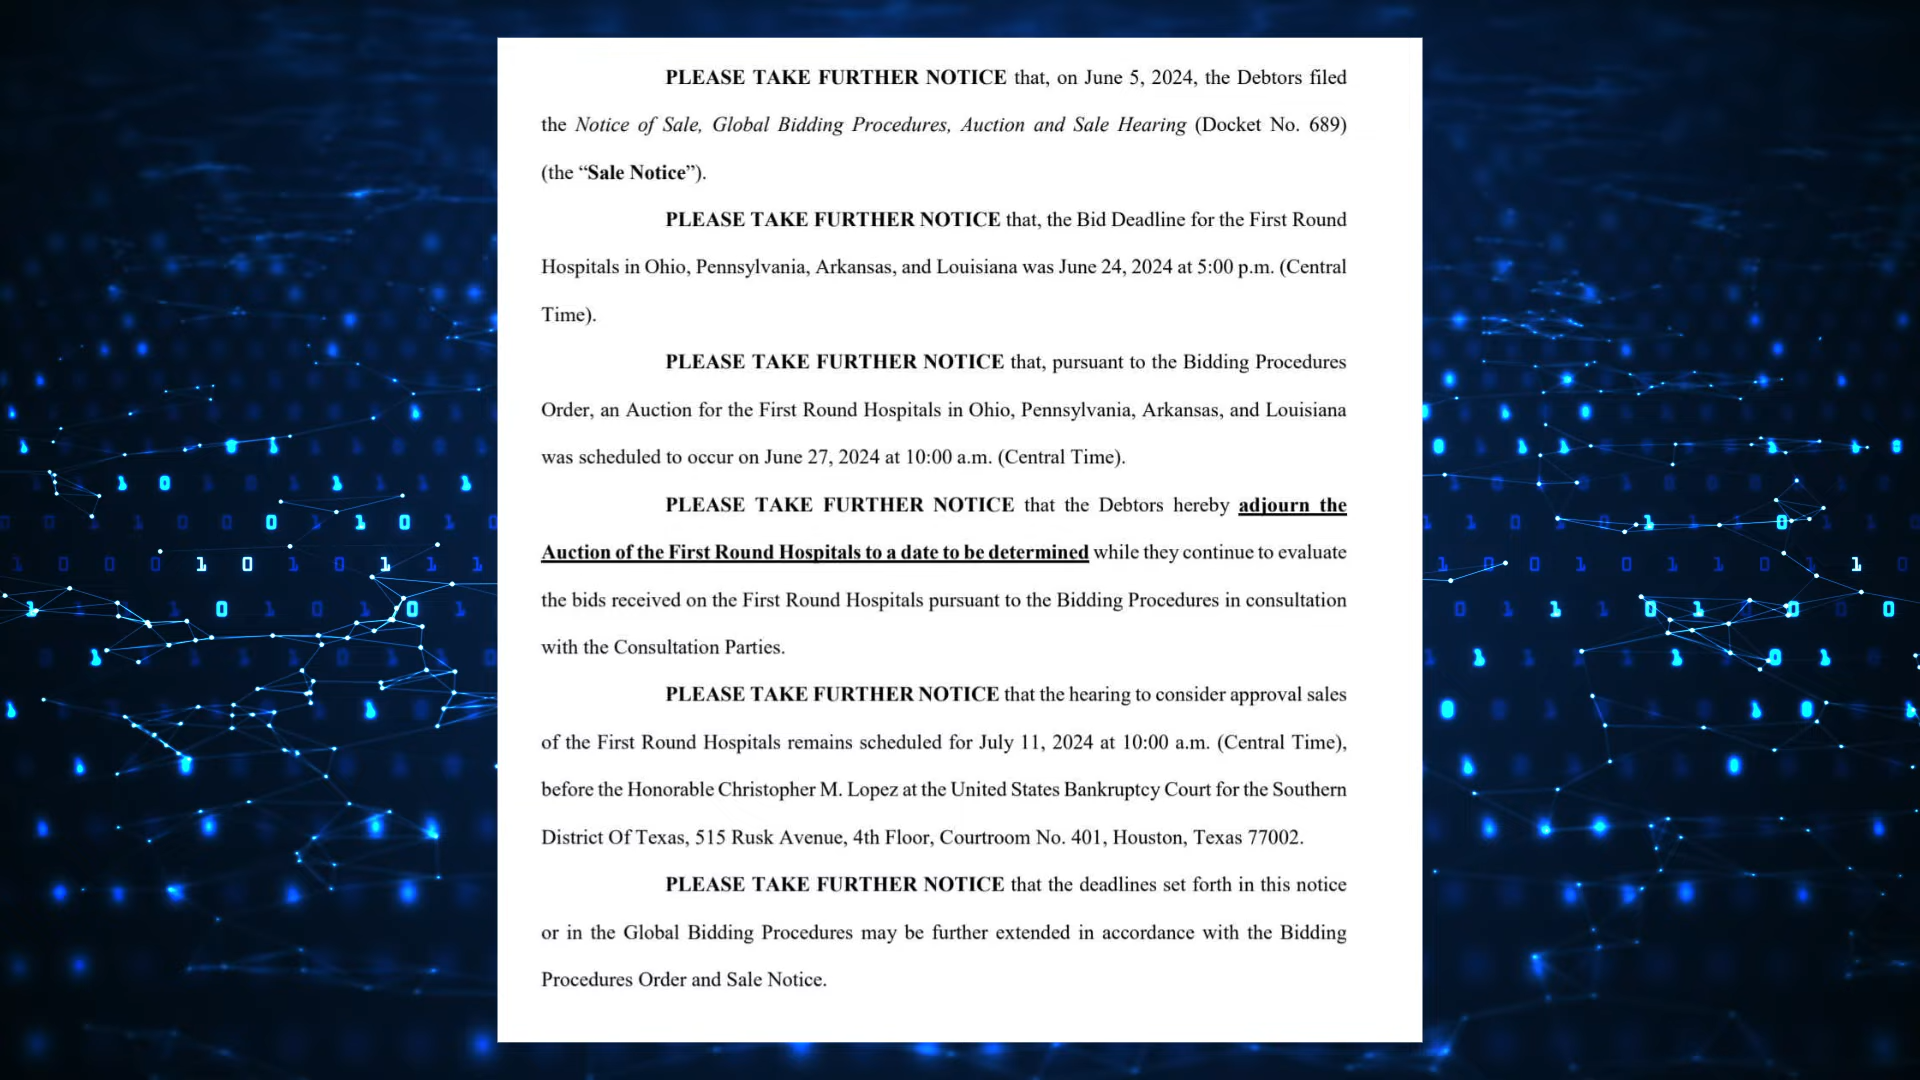 PLEASE TAKE FURTHER NOTICE that, on June 5, 2024, the Debtors filed
the Notice of Sale, Global Bidding Procedures, Auction and Sale Hearing (Docket No. 689)
(the “Sale Notice”).
PLEASE TAKE FURTHER NOTICE that, the Bid Deadline for the First Round
Hospitals in Ohio, Pennsylvania, Arkansas, and Louisiana was June 24, 2024 at 5:00 p.m. (Central
Time).
PLEASE TAKE FURTHER NOTICE that, pursuant to the Bidding Procedures
Order, an Auction for the First Round Hospitals in Ohio, Pennsylvania, Arkansas, and Louisiana
was scheduled to occur on June 27, 2024 at 10:00 a.m. (Central Time).
PLEASE TAKE FURTHER NOTICE that the Debtors hereby adjourn the
Auction of the First Round Hospitals to a date to be determined while they continue to evaluate
the bids received on the First Round Hospitals pursuant to the Bidding Procedures in consultation
with the Consultation Parties.
PLEASE TAKE FURTHER NOTICE that the hearing to consider approval sales
of the First Round Hospitals remains scheduled for July 11, 2024 at 10:00 a.m. (Central Time),
before the Honorable Christopher M. Lopez at the United States Bankruptcy Court for the Southern
District Of Texas, 515 Rusk Avenue, 4th Floor, Courtroom No. 401, Houston, Texas 77002.
PLEASE TAKE FURTHER NOTICE that the deadlines set forth in this notice
or in the Global Bidding Procedures may be further extended in accordance with the Bidding
Procedures Order and Sale Notice.